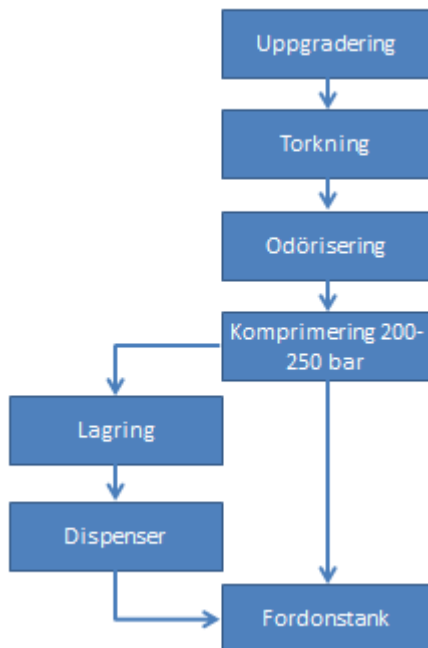 Uppgradering
Torkning
Odörisering
Komprimering 200-
250 bar
Lagring
Dispenser
Fordonstank